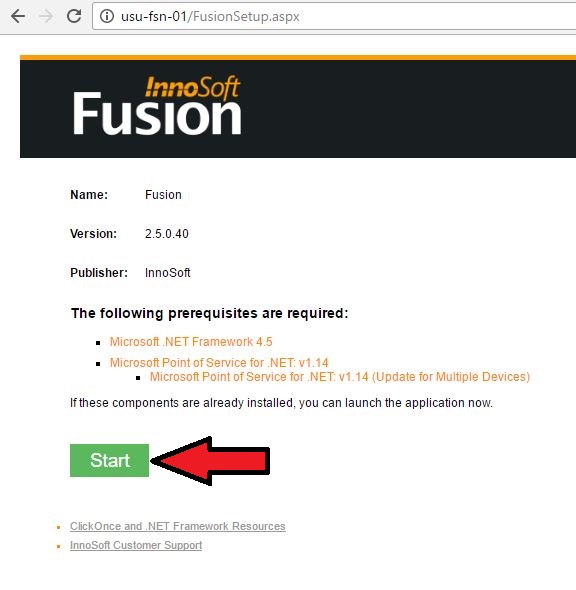 usu-fsn-01/FusionSetup.aspx
InnoSoft
Fusion
Name: Fusion
Version: 2.5.0.40
Publisher: InnoSoft
The following prerequisites are required:
Microsoft .NET Framework 4.5
Microsoft Point of Service for .NET: v1.14
Microsoft Point of Service for .NET: v1.14 (Update for Multiple Devices)
If these components are already installed, you can launch the application now.
Start
ClickOnce and .NET Framework Resources
InnoSoft Customer Support